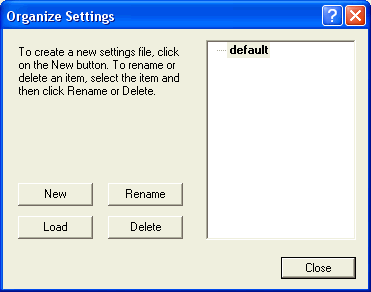 Organize Settings
To create a new settings file, click
on the New button. To rename or
delete an item, select the item and
then click Rename or Delete.
default
New
Rename
Load
Delete
Close